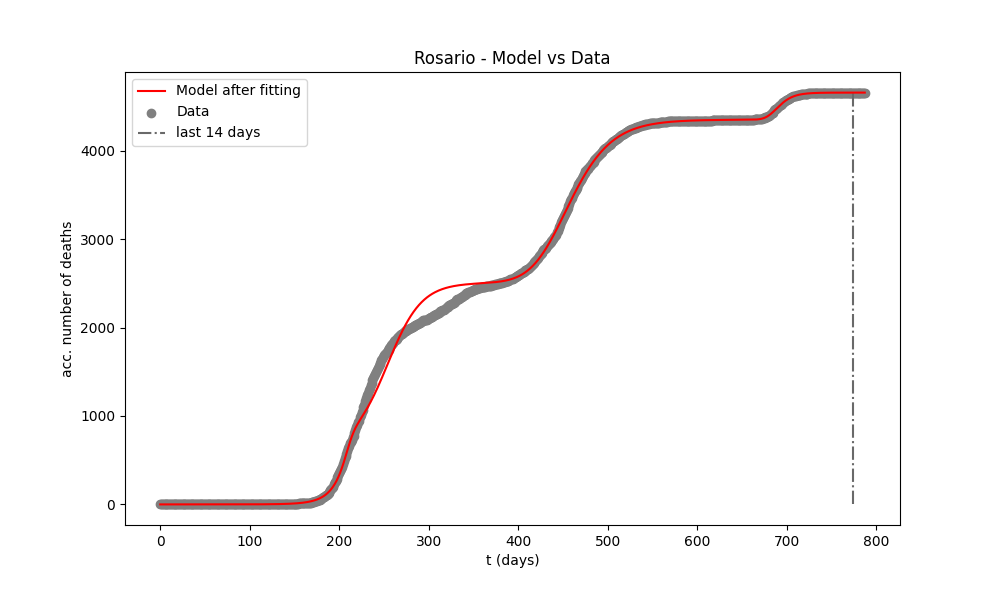 Rosario - Model vs Data
Model after fitting
Data
last 14 days
4000
3000
2000
1000
0
acc. number of deaths
0 100 200 300 400 500 600 700 800
t (days)